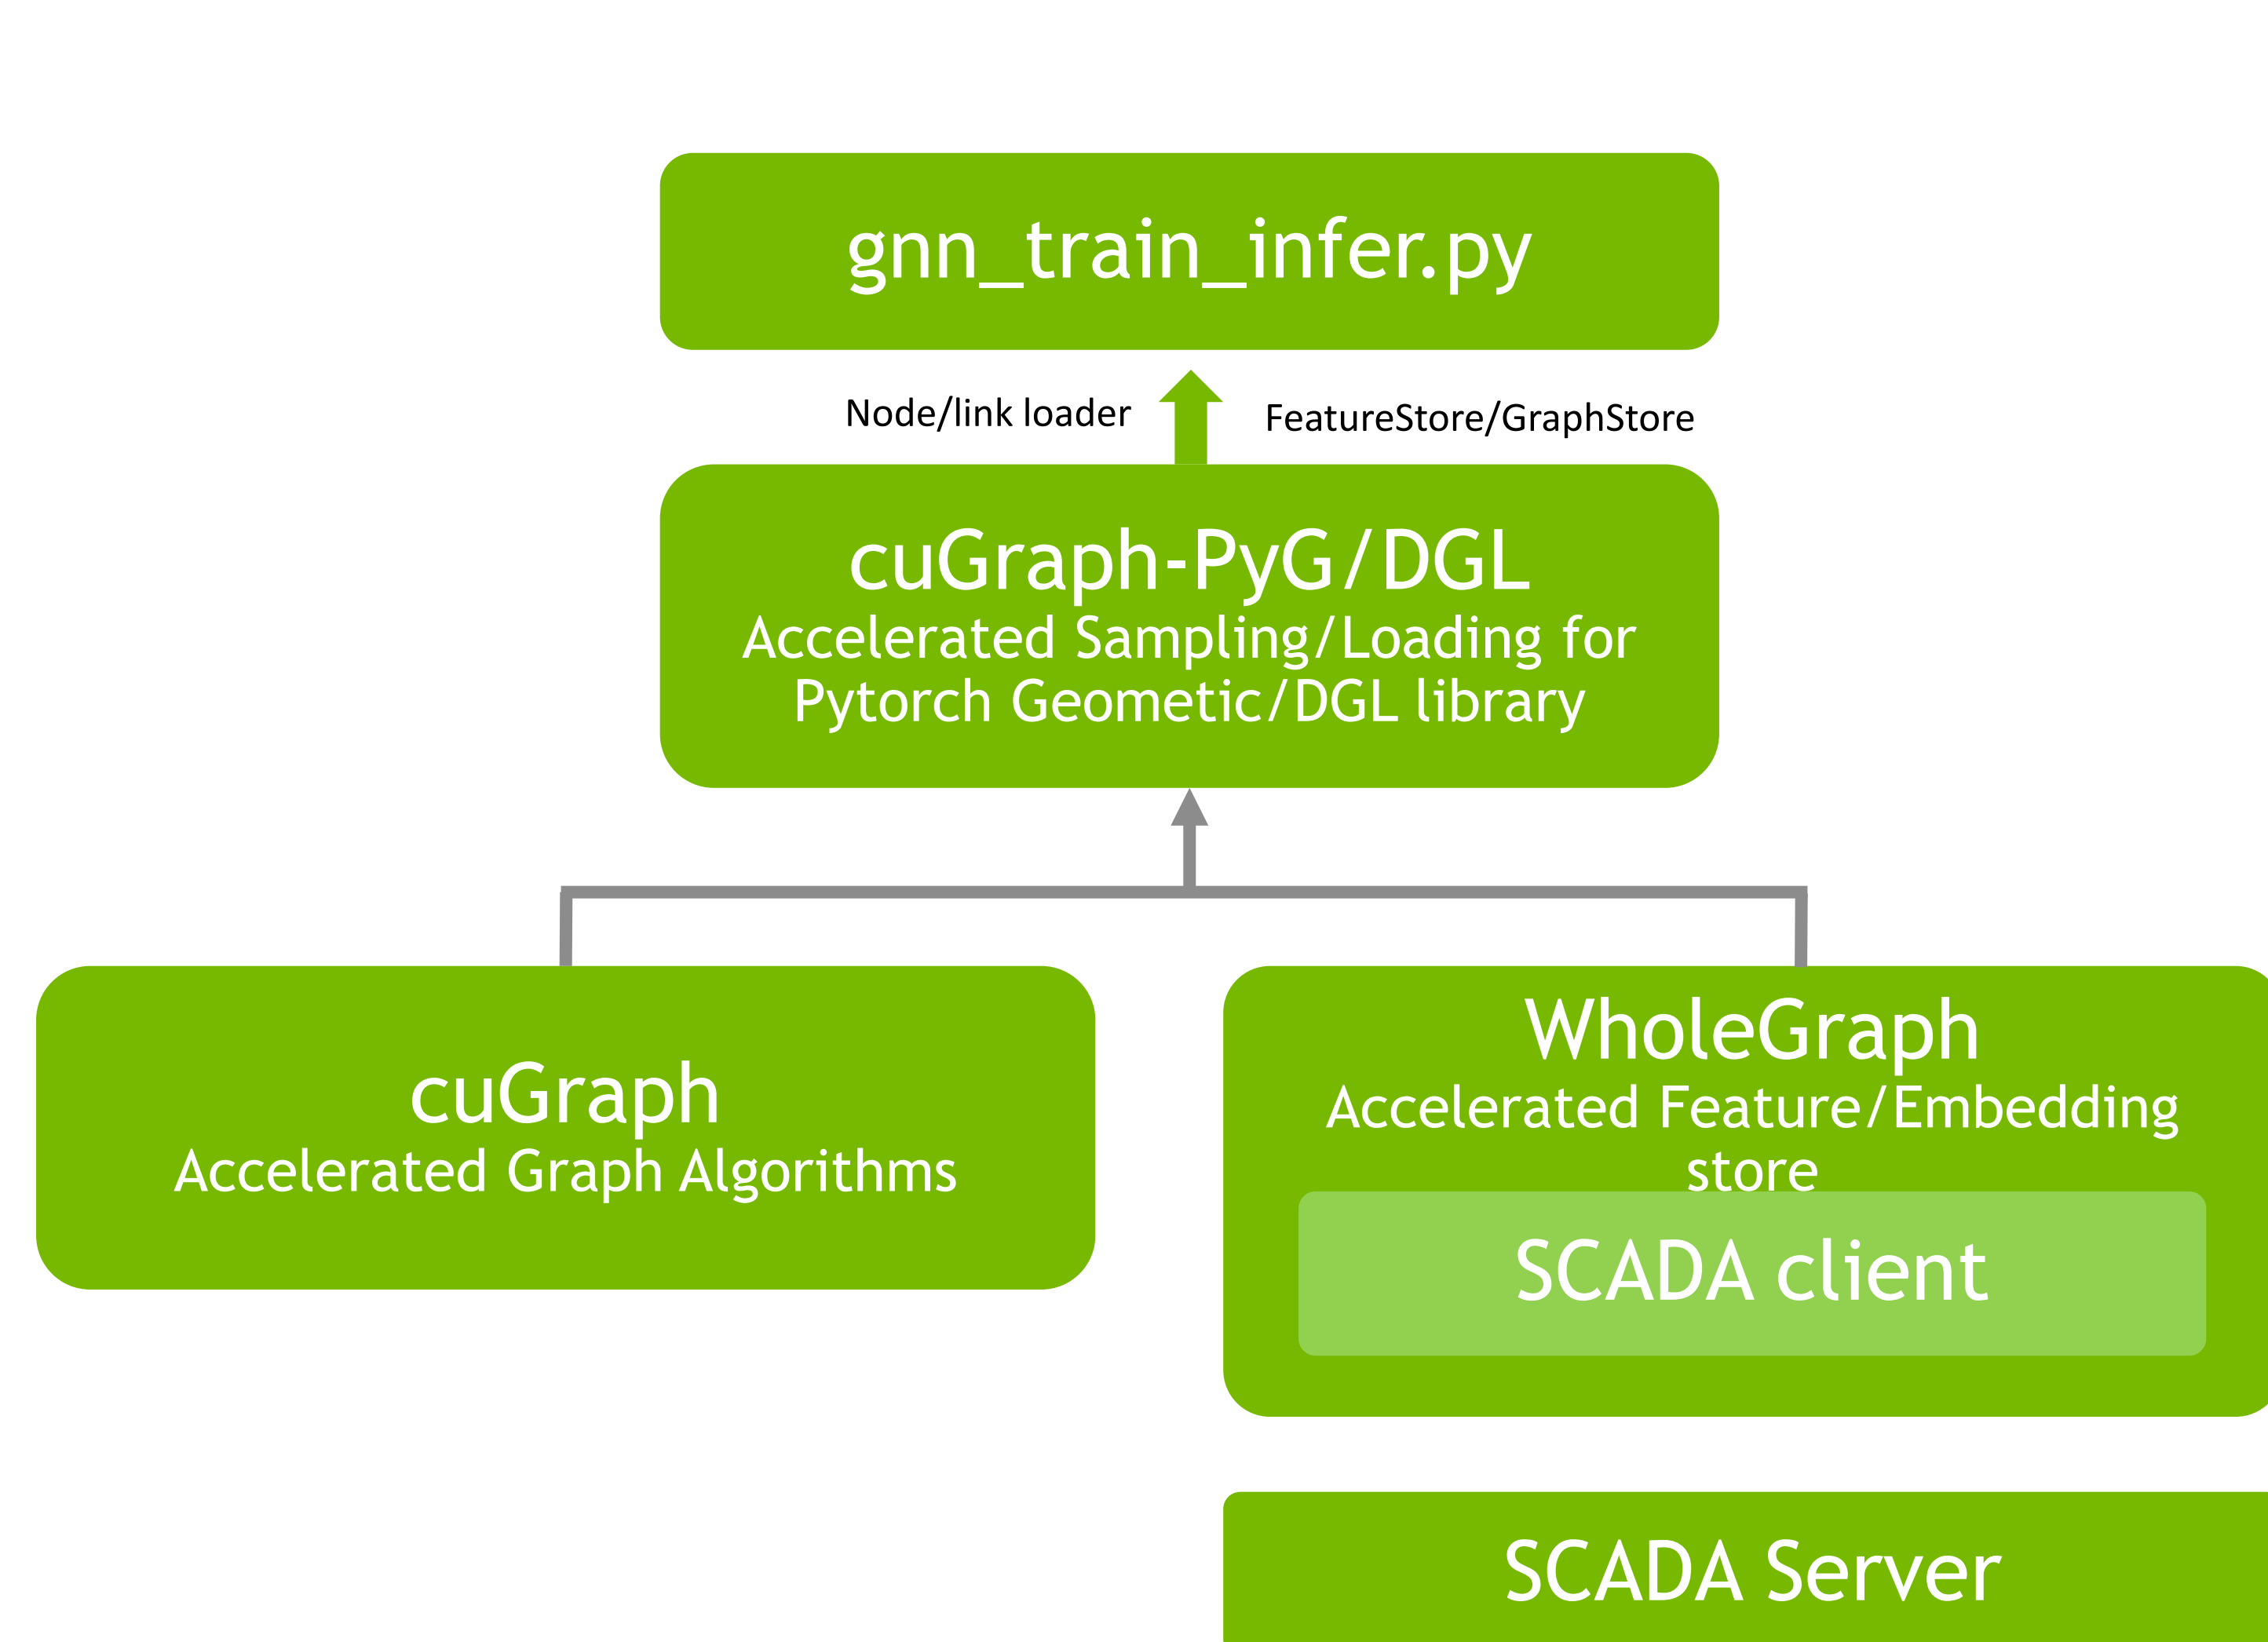 gnn_train_infer.py
Node/link loader
FeatureStore/GraphStore
cuGraph-PyG/DGL
Accelerated Sampling/Loading for
Pytorch Geometic/DGL library
cuGraph
Accelerated Graph Algorithms
WholeGraph
Accelerated Feature/Embedding
store
SCADA client
SCADA Server